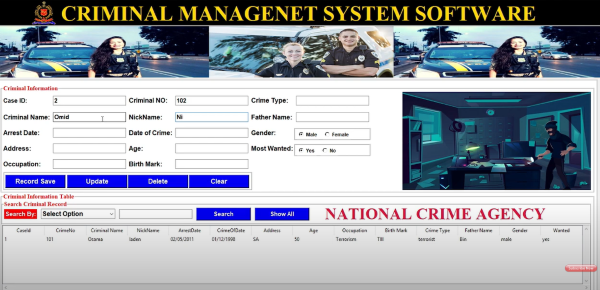 CRIMINAL MANAGENET SYSTEM SOFTWARE
Criminal Information
Case ID: 2 Criminal NO: 102 Crime Type:
Criminal Name: Omid NickName: Ni Father Name:
Arrest Date: Date of Crime: Gender: Male Female
Address: Age: Most Wanted: Yes No
Occupation: Birth Mark:
Record Save Update Delete Clear
Criminal Information Table
Search Criminal Record
Search By: Select Option Search Show All NATIONAL CRIME AGENCY
CaseId CrimeNo Criminal Name NickName ArrestDate CrimeOfDate Address Age Occupation Birth Mark Crime Type Father Name Gender Wanted
1 101 Osama laden 02/05/2011 01/12/1998 SA 50 Terrorism Till terrorist Bin male yes